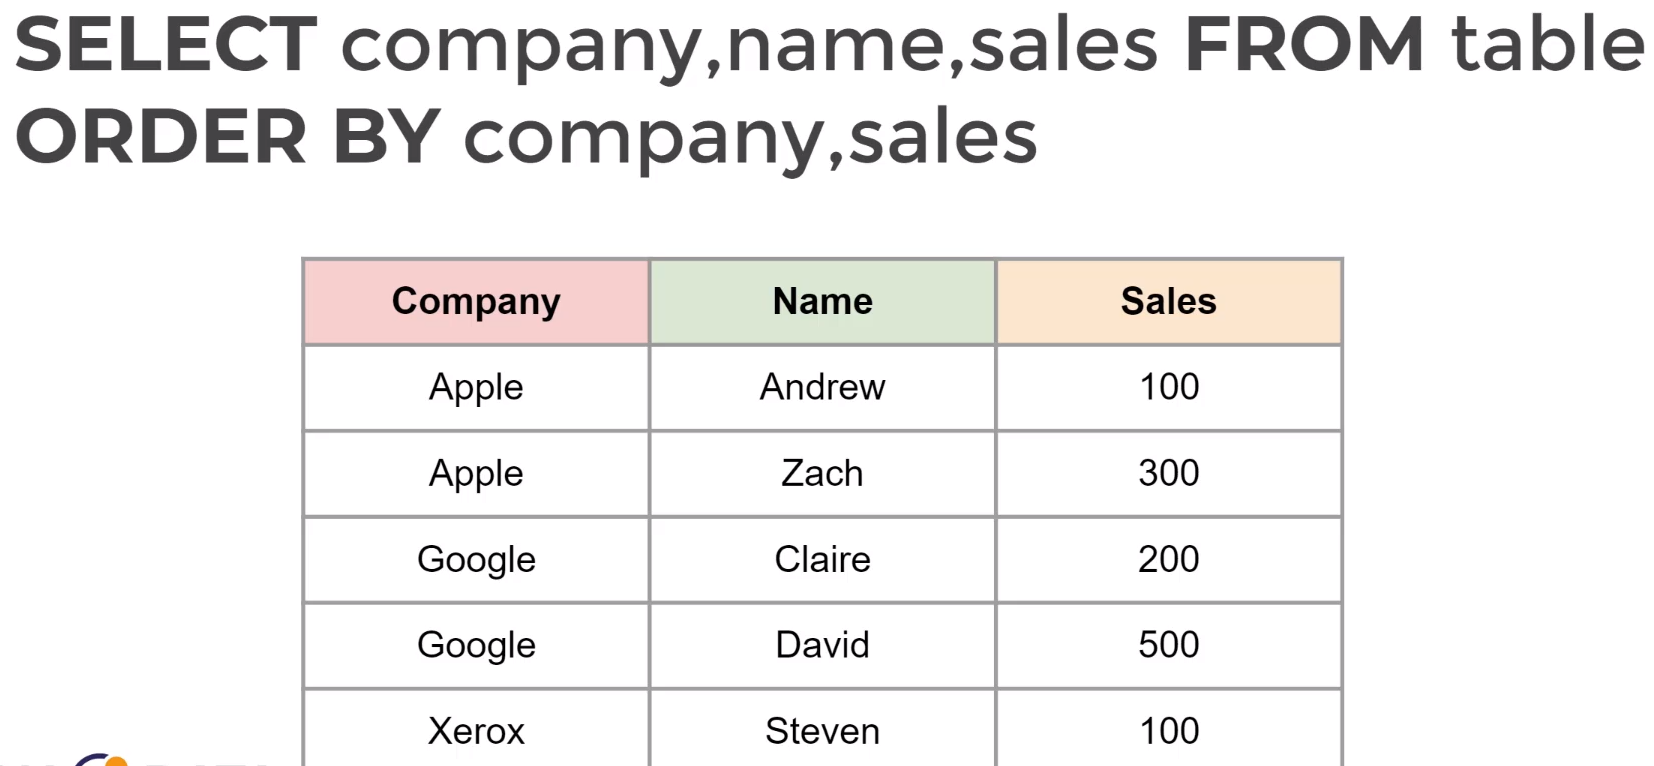 SELECT company,name,sales FROM table
ORDER BY company,sales
Company Name Sales
Apple Andrew 100
Apple Zach 300
Google Claire 200
Google David 500
Xerox Steven 100